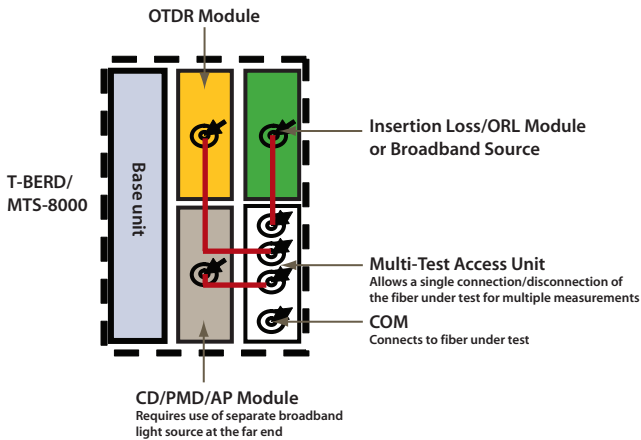 OTDR Module
Insertion Loss/ORL Module
or Broadband Source
T-BERD/
MTS-8000
Base unit
Multi-Test Access Unit
Allows a single connection/disconnection
of the fiber under test for multiple measurements
COM
Connects to fiber under test
CD/PMD/AP Module
Requires use of separate broadband
light source at the far end